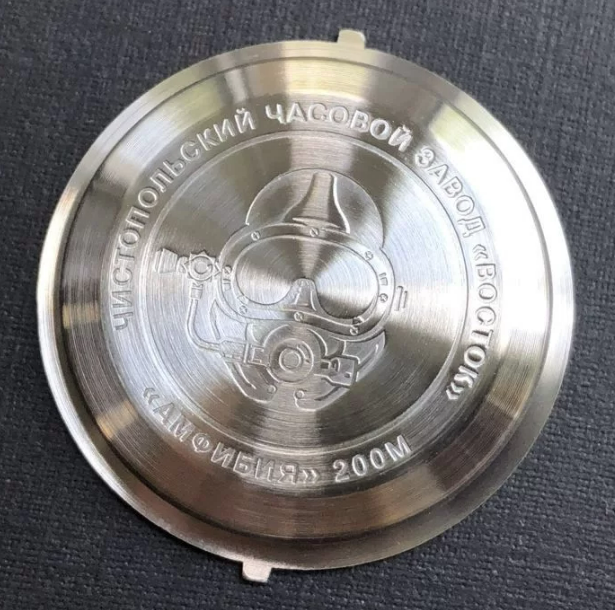 ЧИСТОПОЛЬСКИЙ ЧАСОВОЙ ЗАВОД «ВОСТОК»
«АМФИБИЯ» 200М